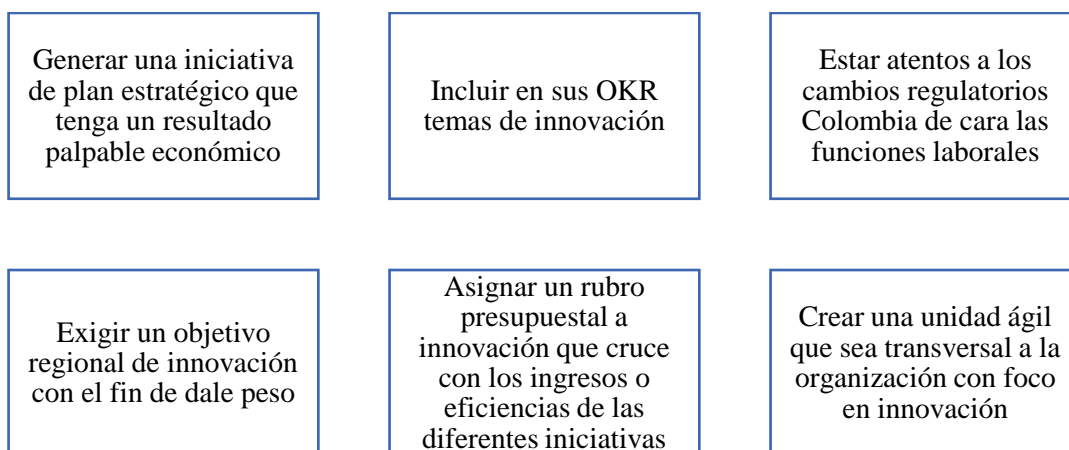 Generar una iniciativa
de plan estratégico que
tenga un resultado
palpable económico
Incluir en sus OKR
temas de innovación
Estar atentos a los
cambios regulatorios
Colombia de cara las
funciones laborales
Exigir un objetivo
regional de innovación
con el fin de dale peso
Asignar un rubro
presupuestal a
innovación que cruce
con los ingresos o
eficiencias de las
diferentes iniciativas
Crear una unidad ágil
que sea transversal a la
organización con foco
en innovación